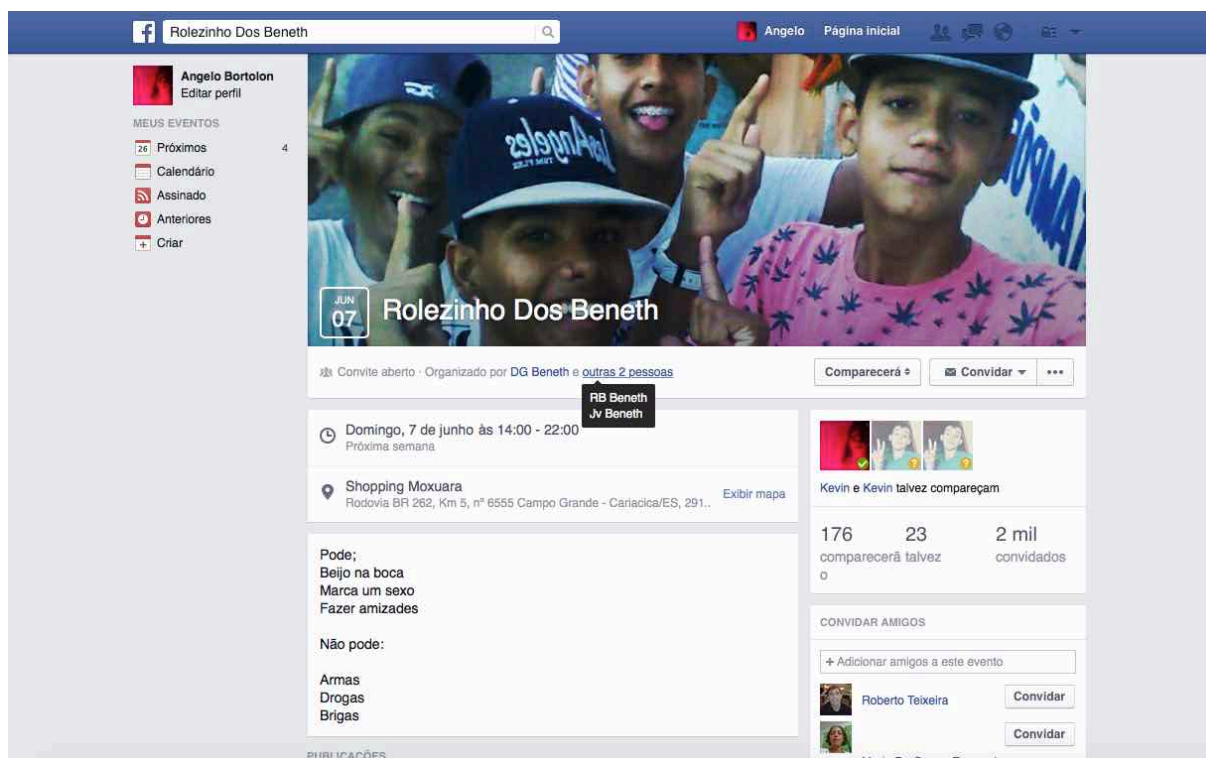 Rolezinho Dos Beneth
Angelo
Página inicial
Angelo Bortolon
Editar perfil
MEUS EVENTOS
26 Próximos 4
Calendário
Assinado
Anteriores
Criar
Los Angeles
JUN
07
Rolezinho Dos Beneth
Convite aberto · Organizado por DG Beneth e outras 2 pessoas
RB Beneth
Jv Beneth
Comparecerá
Convidar
Domingo, 7 de junho às 14:00 - 22:00
Próxima semana
Shopping Moxuara
Rodovia BR 262, Km 5, nº 6555 Campo Grande - Cariacica/ES, 291..
Exibir mapa
Pode;
Beijo na boca
Marca um sexo
Fazer amizades
Não pode:
Armas
Drogas
Brigas
PUBLICAÇÕES
Kevin e Kevin talvez compareçam
176 23 2 mil
comparecerã talvez convidados
o
CONVIDAR AMIGOS
+ Adicionar amigos a este evento
Roberto Teixeira
Convidar
Convidar